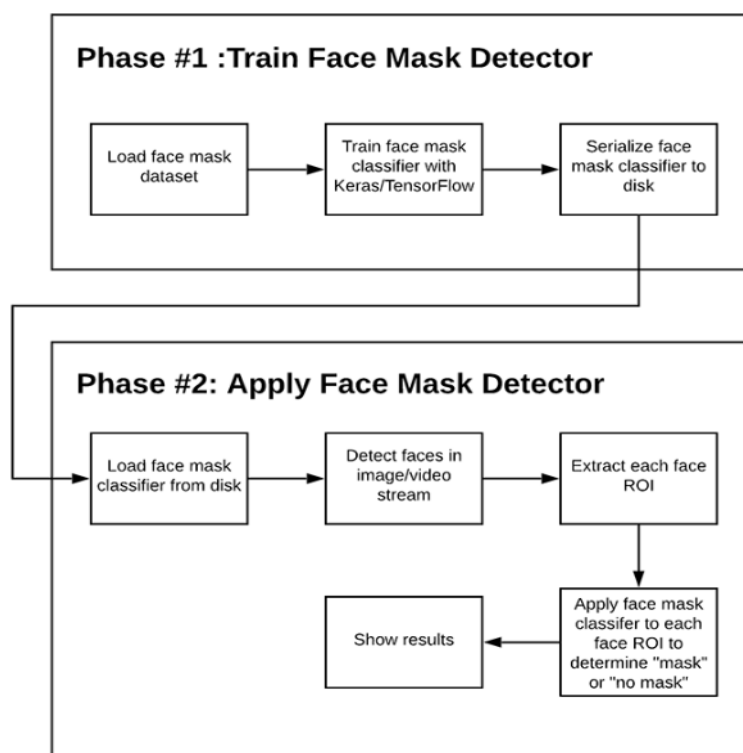 Phase #1 :Train Face Mask Detector
Load face mask
dataset
Train face mask
classifier with
Keras/TensorFlow
Serialize face
mask classifier to
disk
Phase #2: Apply Face Mask Detector
Load face mask
classifier from disk
Detect faces in
image/video
stream
Extract each face
ROI
Apply face mask
classifer to each
face ROI to
determine "mask"
or "no mask"
Show results